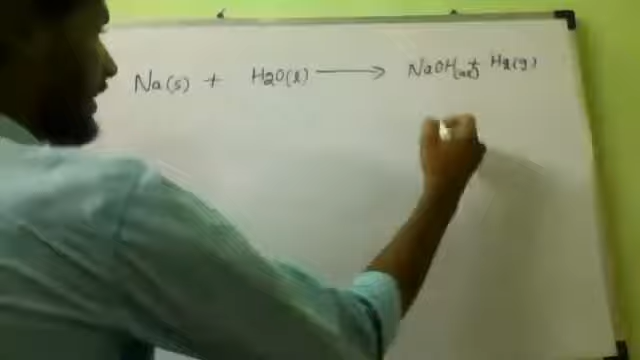 Na(s) + H2O(l) → NaOH(aq) + H2(g)